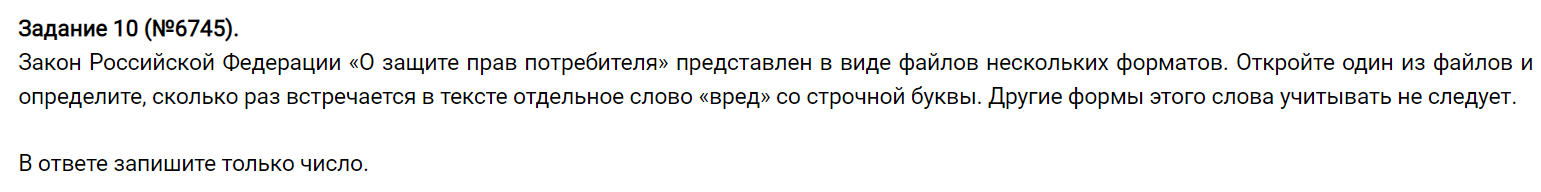 Задание 10 (№6745).
Закон Российской Федерации «О защите прав потребителя» представлен в виде файлов нескольких форматов. Откройте один из файлов и
определите, сколько раз встречается в тексте отдельное слово «вред» со строчной буквы. Другие формы этого слова учитывать не следует.
В ответе запишите только число.